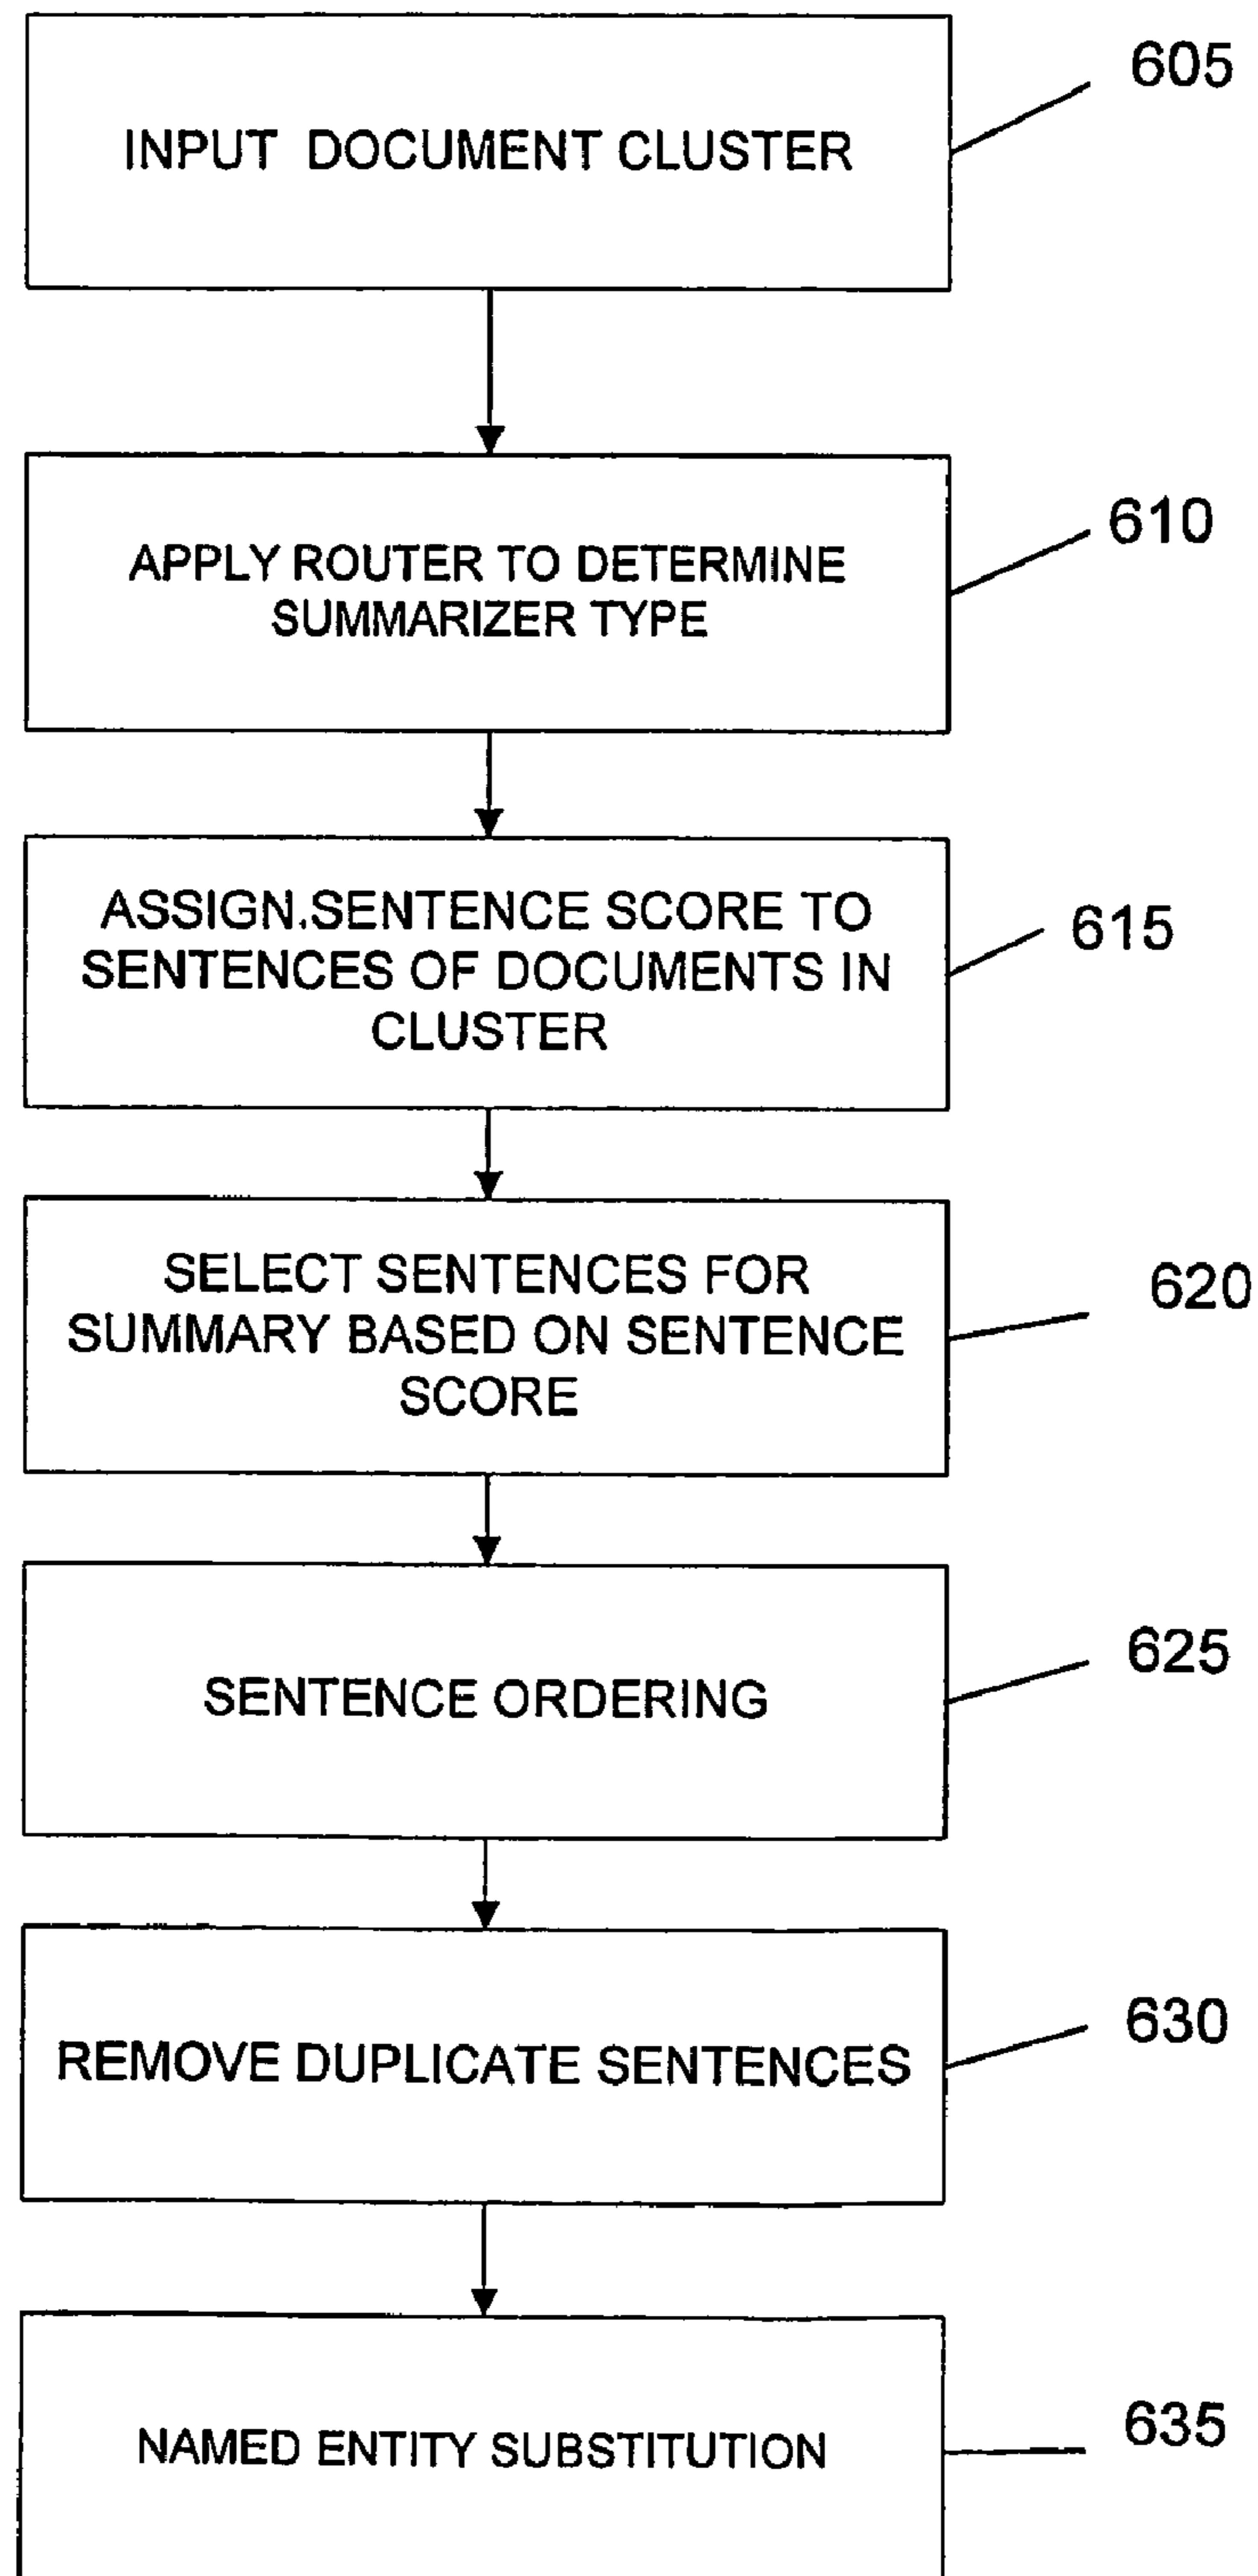 INPUT DOCUMENT CLUSTER
605
APPLY ROUTER TO DETERMINE
SUMMARIZER TYPE
610
ASSIGN.SENTENCE SCORE TO
SENTENCES OF DOCUMENTS IN
CLUSTER
615
SELECT SENTENCES FOR
SUMMARY BASED ON SENTENCE
SCORE
620
SENTENCE ORDERING
625
REMOVE DUPLICATE SENTENCES
630
NAMED ENTITY SUBSTITUTION
635